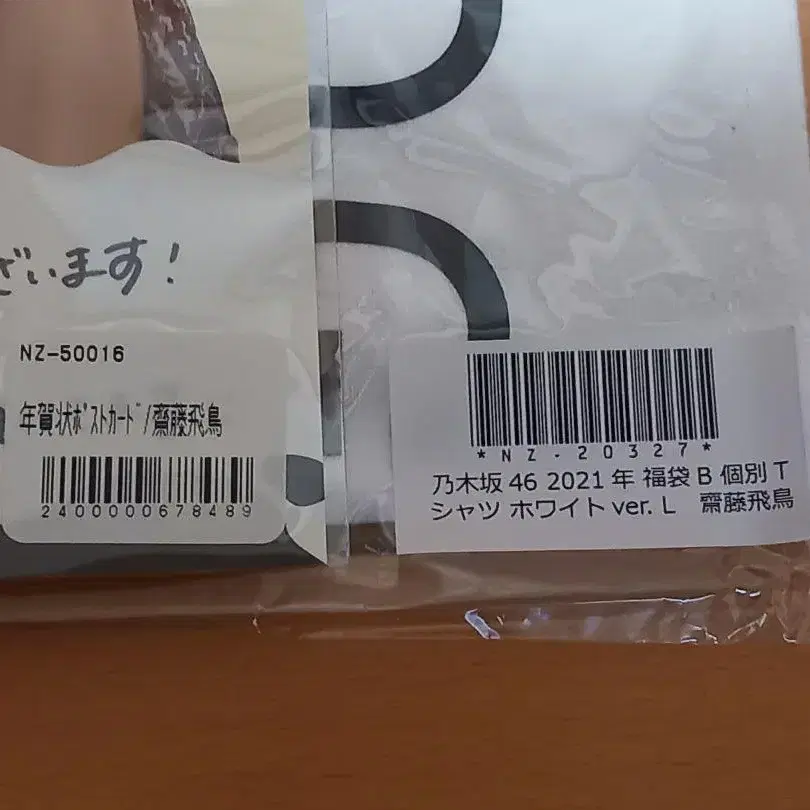 ざいます!
NZ-50016
年賀状ﾎﾟｽﾄｶｰﾄﾞ/齋藤飛鳥
2400000678489
*NZ-20327*
乃木坂 46 2021 年 福袋 B 個別 T
シャツ ホワイト ver. L 齋藤飛鳥